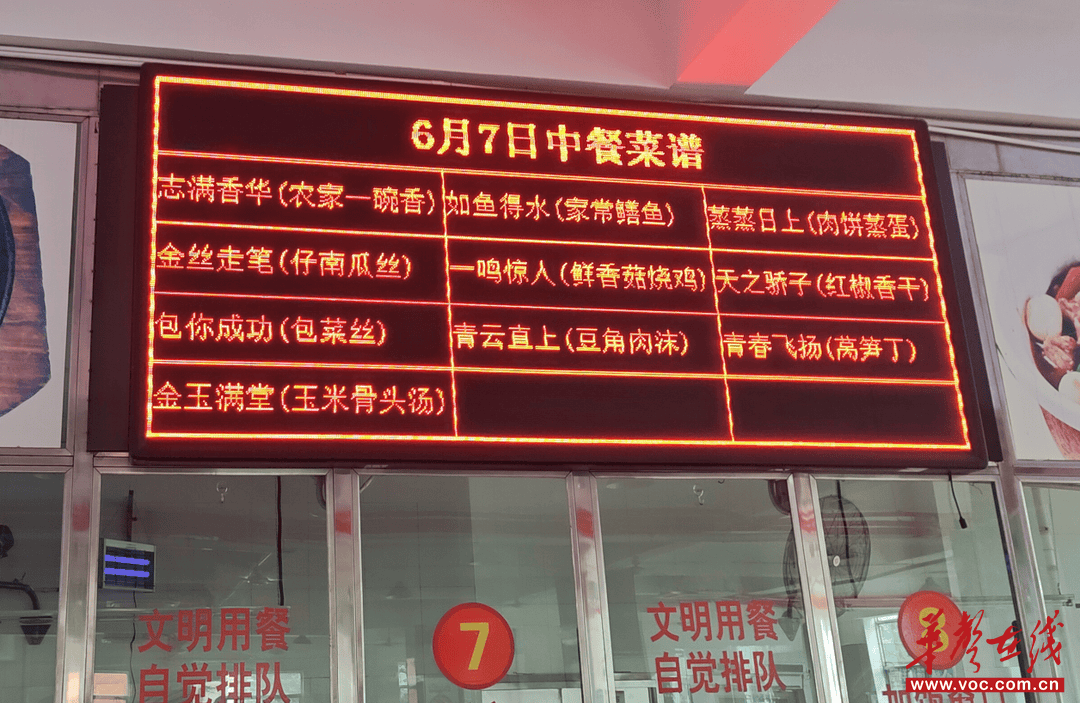 6月7日中餐菜谱
志满香华(农家一碗香) 如鱼得水(家常鳝鱼) 蒸蒸日上(肉饼蒸蛋)
金丝走笔(仔南瓜丝) 一鸣惊人(鲜香菇烧鸡) 天之骄子(红椒香干)
包你成功(包菜丝) 青云直上(豆角肉沫) 青春飞扬(莴笋丁)
金玉满堂(玉米骨头汤)
文明用餐
自觉排队
7
文明用餐
自觉排队
华声在线
www.voc.com.cn